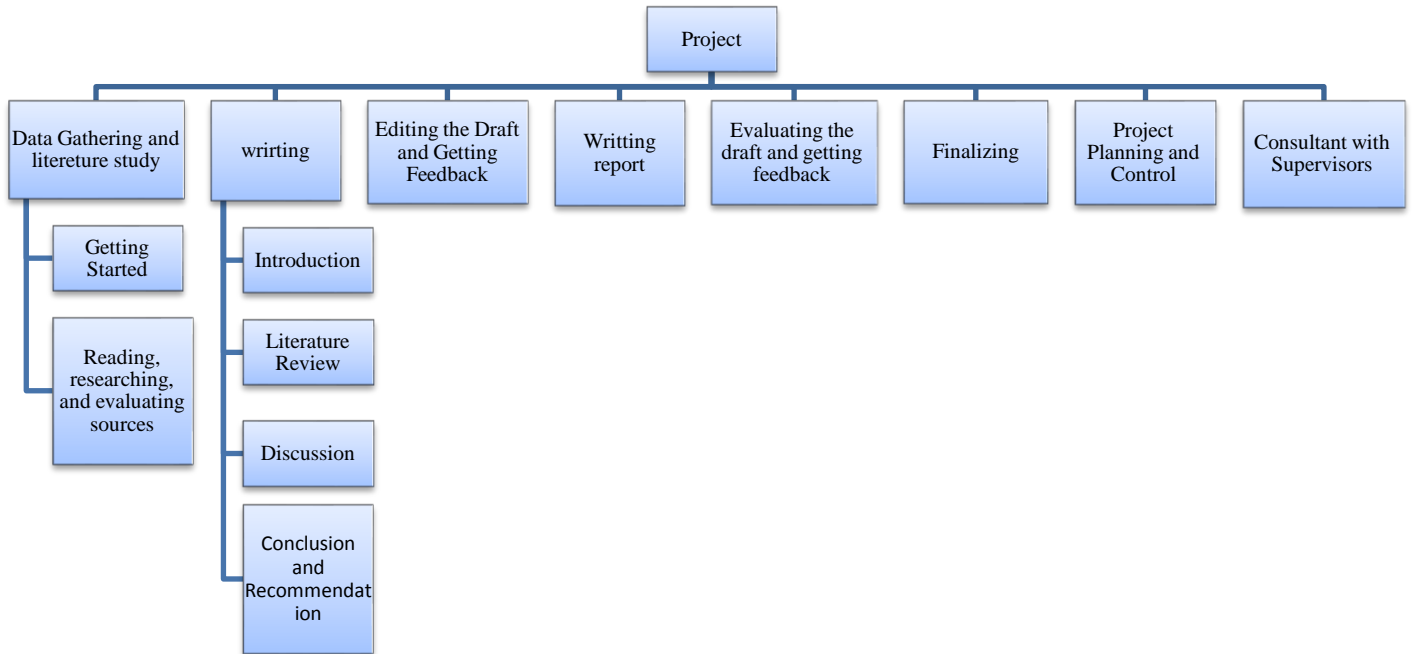 Project
Data Gathering and
litereture study
wrirting
Editing the Draft
and Getting
Feedback
Writting
report
Evaluating the
draft and getting
feedback
Finalizing
Project
Planning and
Control
Consultant with
Supervisors
Getting
Started
Reading,
researching,
and evaluating
sources
Introduction
Literature
Review
Discussion
Conclusion
and
Recommendat
ion